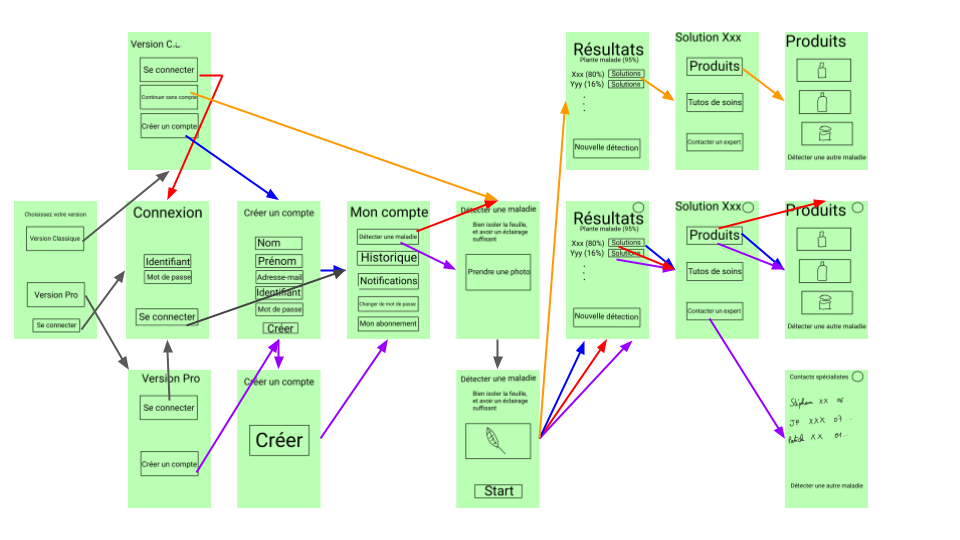 Version C.L.
Se connecter
Continuer sans compte
Créer un compte
Résultats
Plante malade (95%)
Xxx (80%) Solutions
Yyy (16%) Solutions
Nouvelle détection
Solution Xxx
Produits
Tutos de soins
Contacter un expert
Produits
Détecter une autre maladie
Choisissez votre version
Version Classique
Version Pro
Se connecter
Connexion
Identifiant
Mot de passe
Se connecter
Créer un compte
Nom
Prénom
Adresse-mail
Identifiant
Mot de passe
Créer
Mon compte
Détecter une maladie
Historique
Notifications
Changer de mot de passe
Mon abonnement
Détecter une maladie
Bien isoler la feuille,
et avoir un éclairage
suffisant
Prendre une photo
Résultats
Plante malade (95%)
Xxx (80%) Solutions
Yyy (16%) Solutions
Nouvelle détection
Solution Xxx
Produits
Tutos de soins
Contacter un expert
Produits
Détecter une autre maladie
Version Pro
Se connecter
Créer un compte
Créer un compte
Créer
Détecter une maladie
Bien isoler la feuille,
et avoir un éclairage
suffisant
Start
Contacts spécialistes
Stéphane XX 06
JP XXX 07 ...
Patrick XX 01...
Détecter une autre maladie